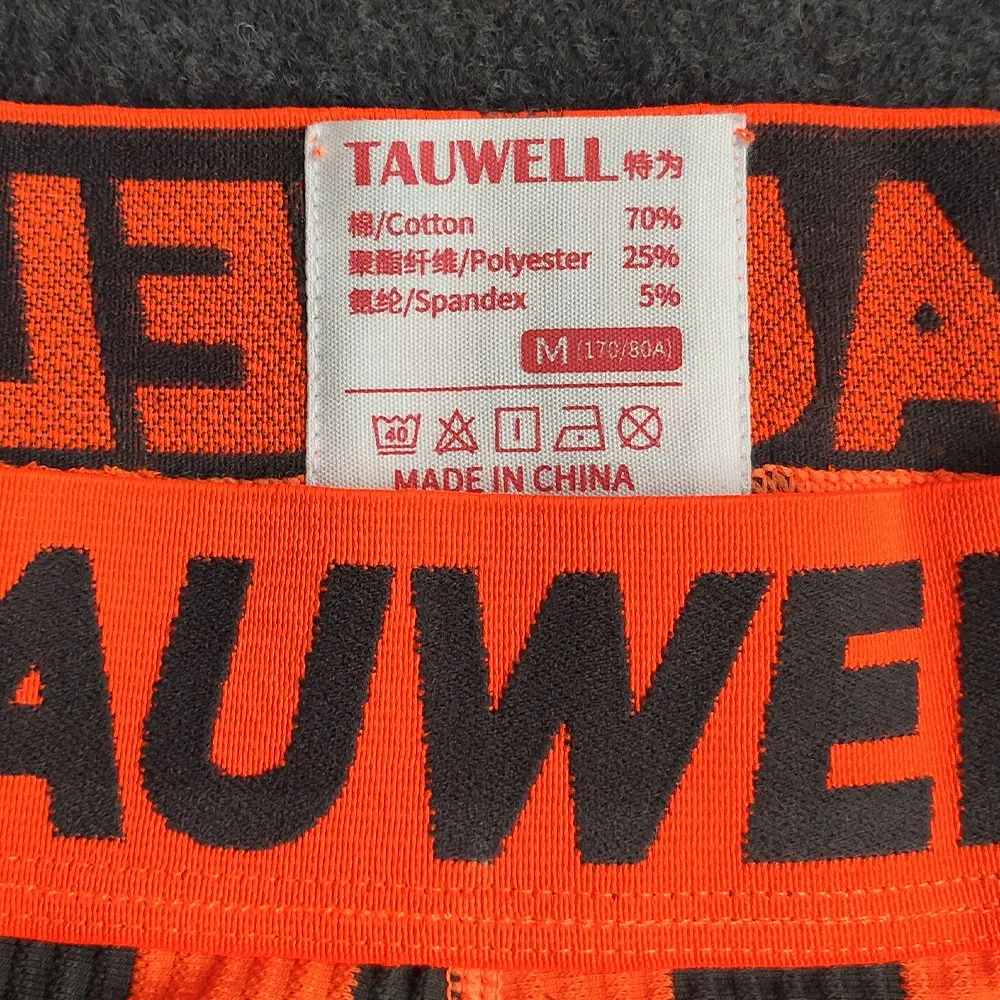 TAUWELL 特为
棉/Cotton 70%
聚酯纤维/Polyester 25%
氨纶/Spandex 5%
M (170/80A)
40
MADE IN CHINA
AUWEL